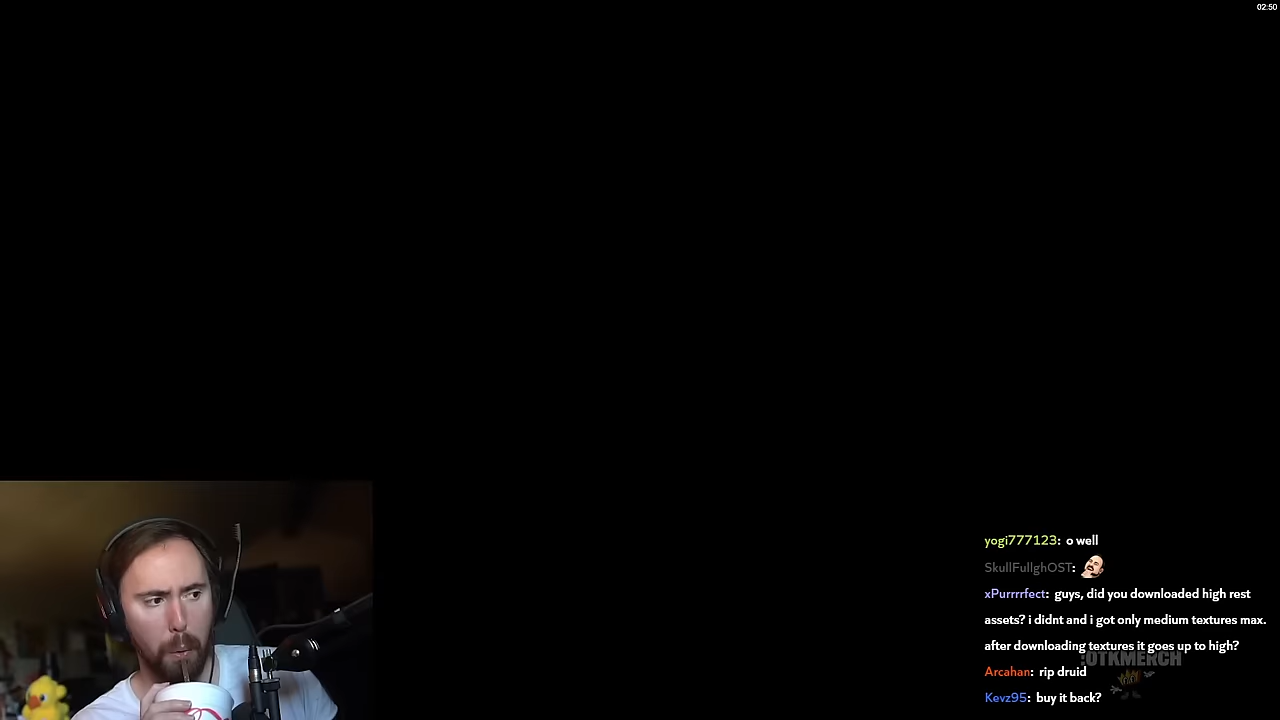 02:50
yogi777123: o well
SkullFullghOST:
xPurrrrfect: guys, did you downloaded high rest
assets? i didnt and i got only medium textures max.
after downloading textures it goes up to high?
OTKMERCH
Arcahan: rip druid
Kevz95: buy it back?